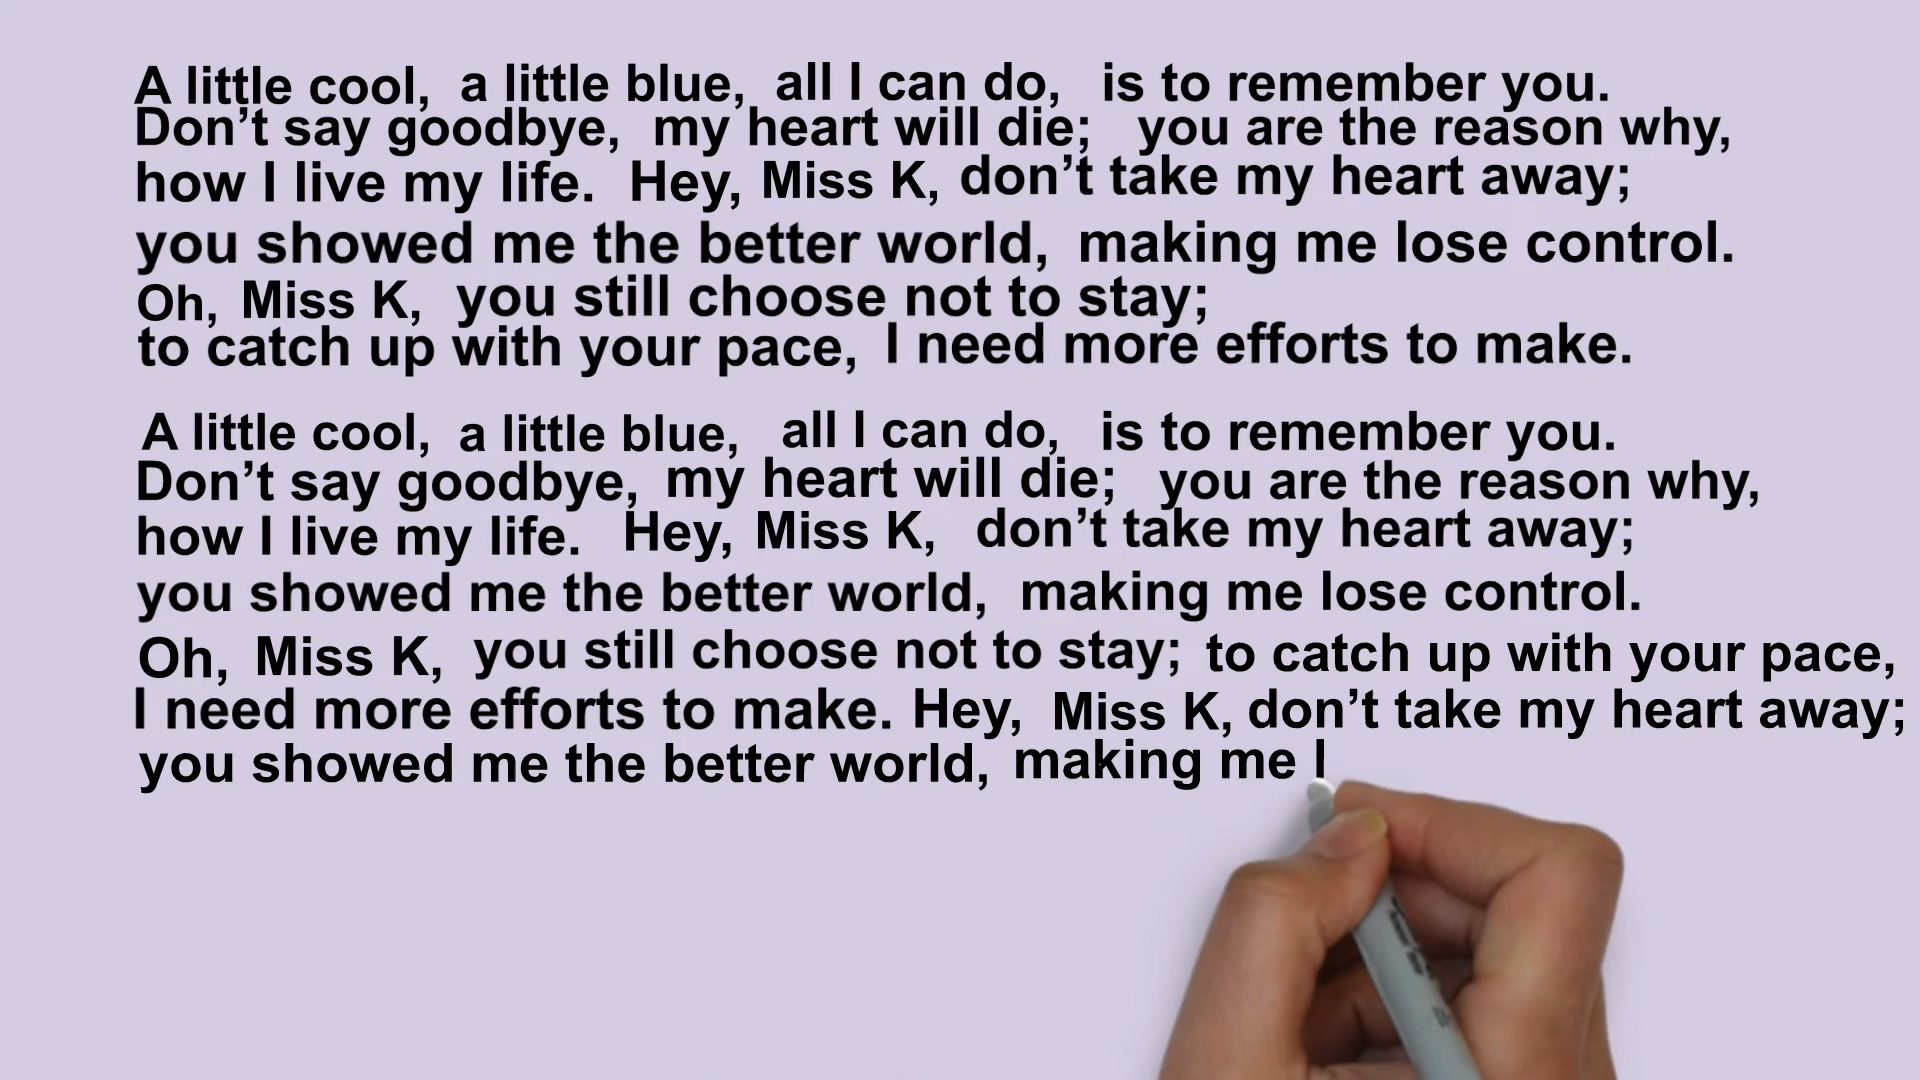 A little cool, a little blue, all I can do, is to remember you.
Don’t say goodbye, my heart will die; you are the reason why,
how I live my life. Hey, Miss K, don’t take my heart away;
you showed me the better world, making me lose control.
Oh, Miss K, you still choose not to stay;
to catch up with your pace, I need more efforts to make.
A little cool, a little blue, all I can do, is to remember you.
Don’t say goodbye, my heart will die; you are the reason why,
how I live my life. Hey, Miss K, don’t take my heart away;
you showed me the better world, making me lose control.
Oh, Miss K, you still choose not to stay; to catch up with your pace,
I need more efforts to make. Hey, Miss K, don’t take my heart away;
you showed me the better world, making me l